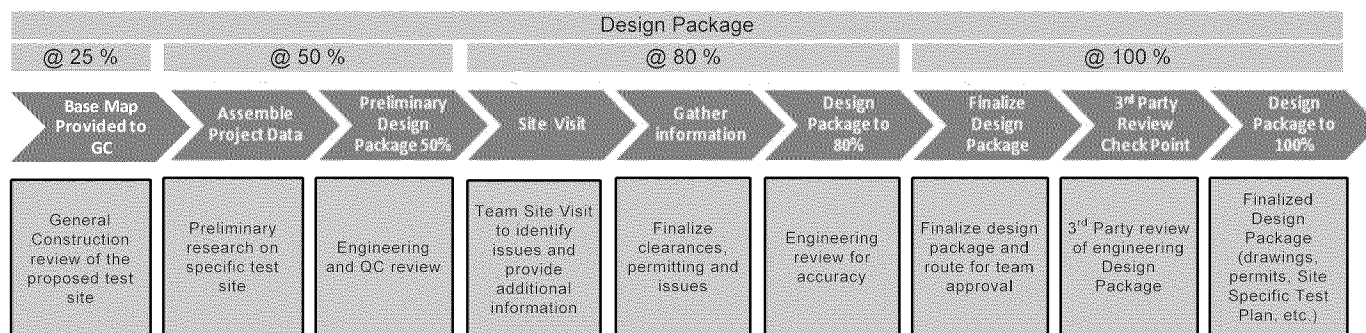 Design Package
@ 25 %
@ 50 %
@ 80 %
@ 100 %
Base Map
Provided to
GC
Assemble
Project Data
Preliminary
Design
Package 50%
Site Visit
Gather
information
Design
Package to
80%
Finalize
Design
Package
3rd Party
Review
Check Point
Design
Package to
100%
General
Construction
review of the
proposed test
site
Preliminary
research on
specific test
site
Engineering
and QC review
Team Site Visit
to identify
issues and
provide
additional
information
Finalize
clearances,
permitting and
issues
Engineering
review for
accuracy
Finalize design
package and
route for team
approval
3rd Party review
of engineering
Design
Package
Finalized
Design
Package
(drawings,
permits, Site
Specific Test
Plan, etc.)